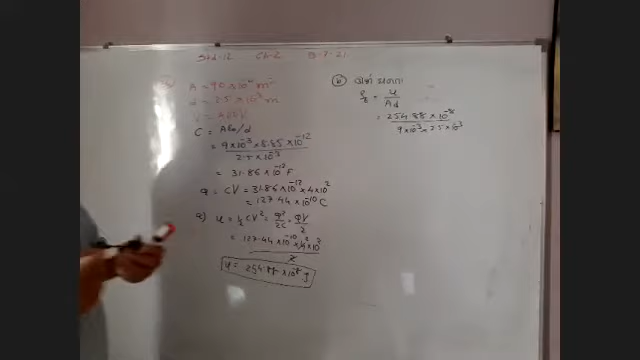 Std-12 Ch-2 Q-7-21
A = 90 × 10⁻⁴ m²
d = 2.5 × 10⁻³ m
V = 400V
C = Aε₀/d
= 9×10⁻³ × 8.85 × 10⁻¹²
2.5 × 10⁻³
= 31.86 × 10⁻¹² F
q = CV = 31.86 × 10⁻¹² × 4×10²
= 127.44 × 10⁻¹⁰ C
a) u = ½ CV² = q²/2C = qV/2
= 127.44 × 10⁻¹⁰ × 4×10²
2
u = 254.88 × 10⁻⁸ J
b)
= u
Ad
= 254.88 × 10⁻⁸
9×10⁻³ × 2.5 × 10⁻³